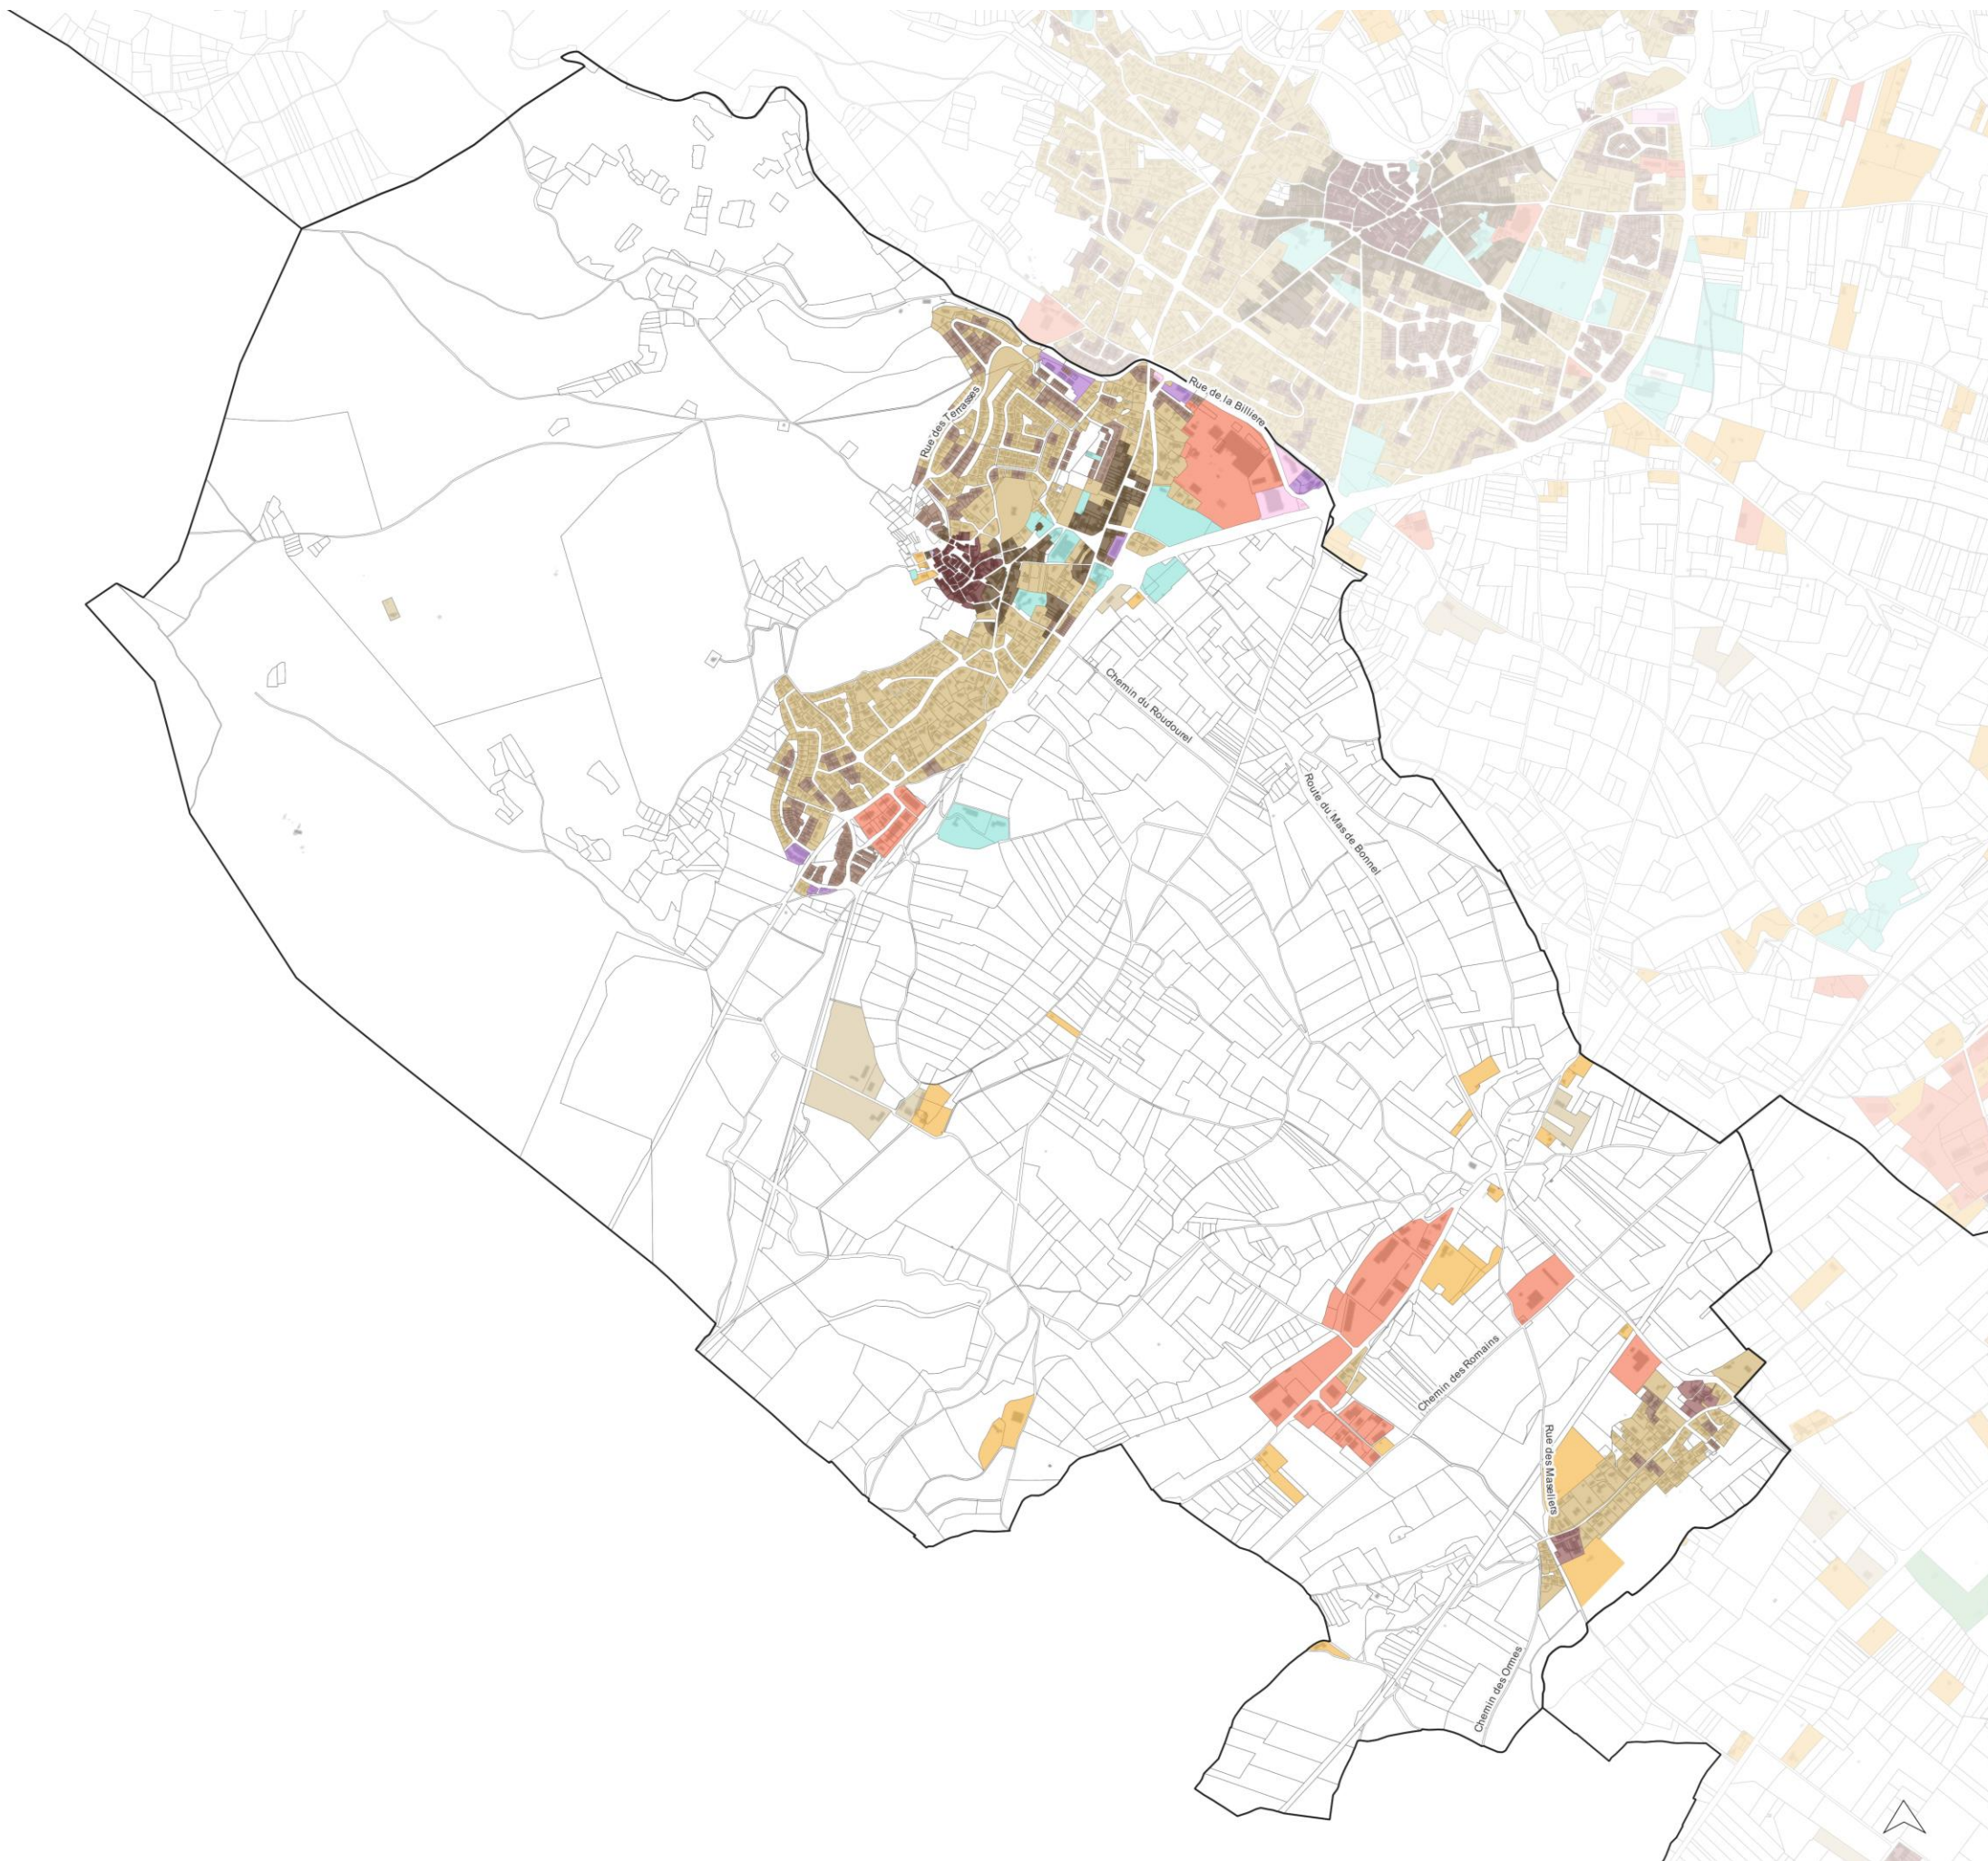 Rue de la Billiere
Rue des Terrasses
Chemin du Roudourel
Route du Mas de Bonnel
Chemin des Romains
Rue des Maseliers
Chemin des Ormes